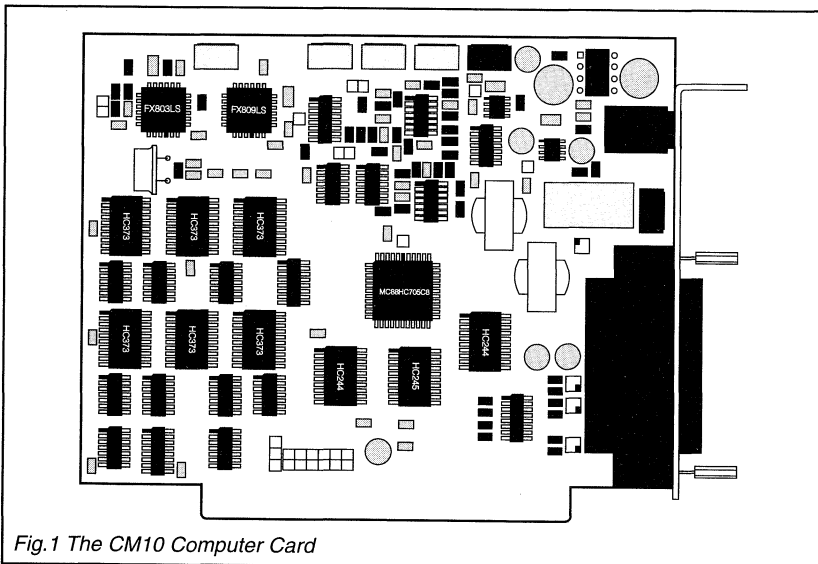 FX803LS
FX809LS
HC373
HC373
HC373
MC68HC705C8
HC373
HC373
HC373
HC244
HC244
HC245
Fig.1 The CM10 Computer Card